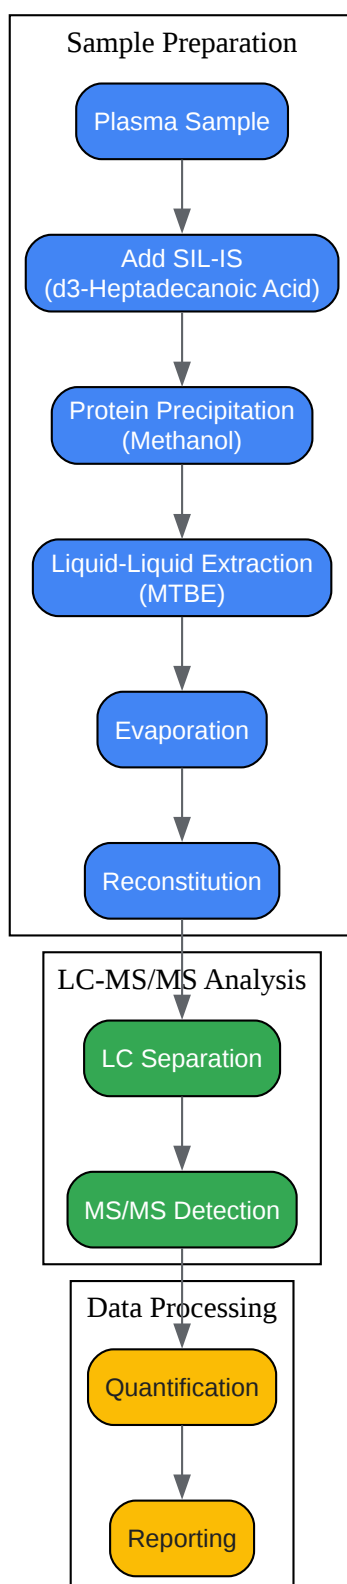 Sample Preparation
Plasma Sample
Add SIL-IS
(d3-Heptadecanoic Acid)
Protein Precipitation
(Methanol)
Liquid-Liquid Extraction
(MTBE)
Evaporation
Reconstitution
LC-MS/MS Analysis
LC Separation
MS/MS Detection
Data Processing
Quantification
Reporting